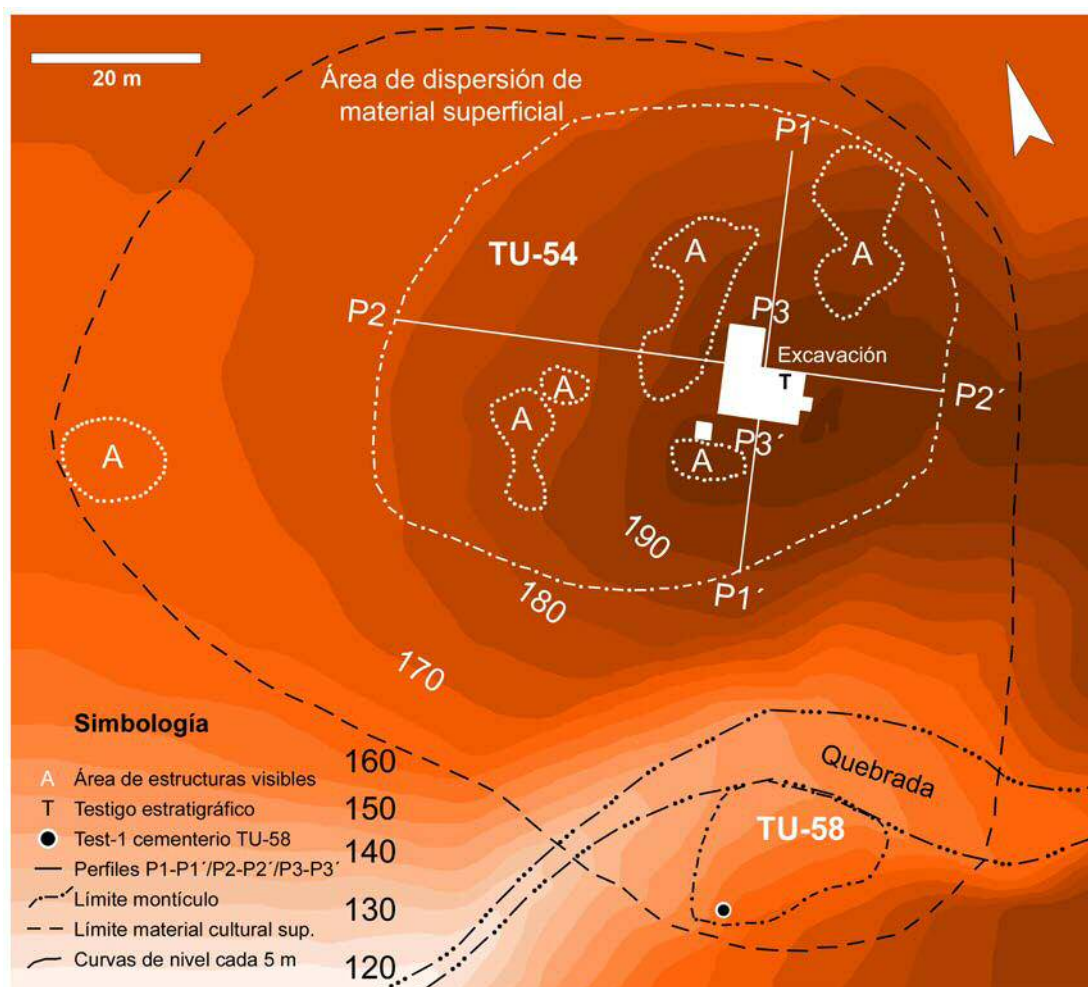 20 m
Área de dispersión de
material superficial
P1
A
A
TU-54
P2
P3
Excavación
T
A
A
P2´
P3´
A
A
190
P1´
180
170
Simbología
160
A Área de estructuras visibles
150
T Testigo estratigráfico
Quebrada
Test-1 cementerio TU-58
TU-58
140
Perfiles P1-P1´/P2-P2´/P3-P3´
Límite montículo
130
Límite material cultural sup.
Curvas de nivel cada 5 m
120